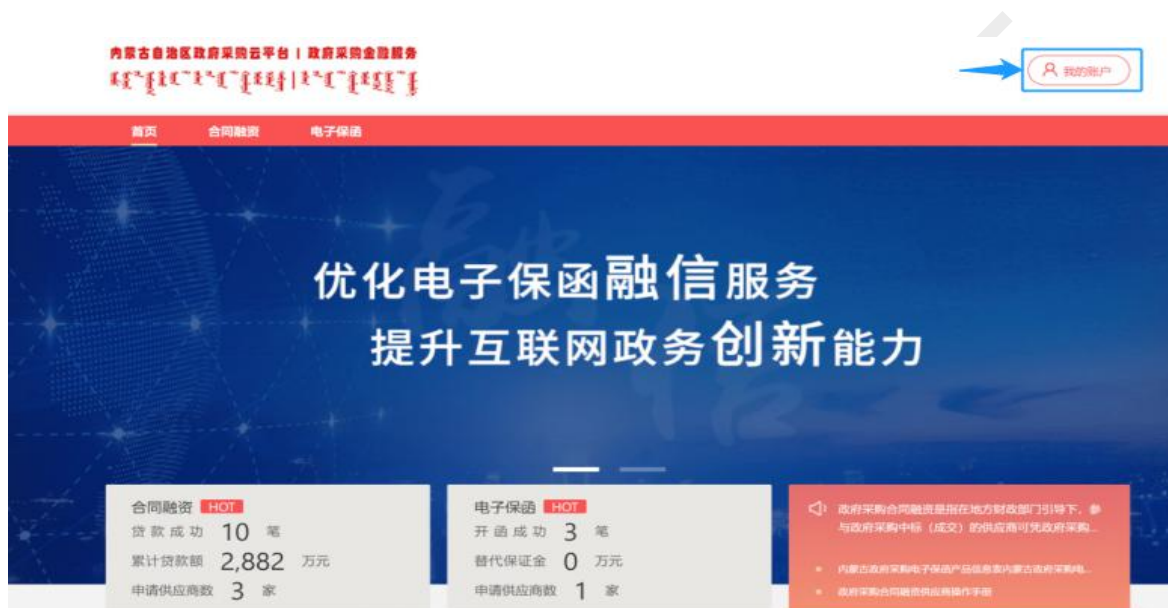 内蒙古自治区政府采购云平台 | 政府采购金融服务
我的账户
首页 合同融资 电子保函
优化电子保函融信服务
提升互联网政务创新能力
合同融资 HOT
贷款成功 10 笔
累计贷款额 2,882 万元
申请供应商数 3 家
电子保函 HOT
开函成功 3 笔
替代保证金 0 万元
申请供应商数 1 家
政府采购合同融资是指在地方财政部门引导下，参
与政府采购中标（成交）的供应商可凭政府采购...
内蒙古政府采购电子保函产品信息表内蒙古政府采购电...
政府采购合同融资供应商操作手册